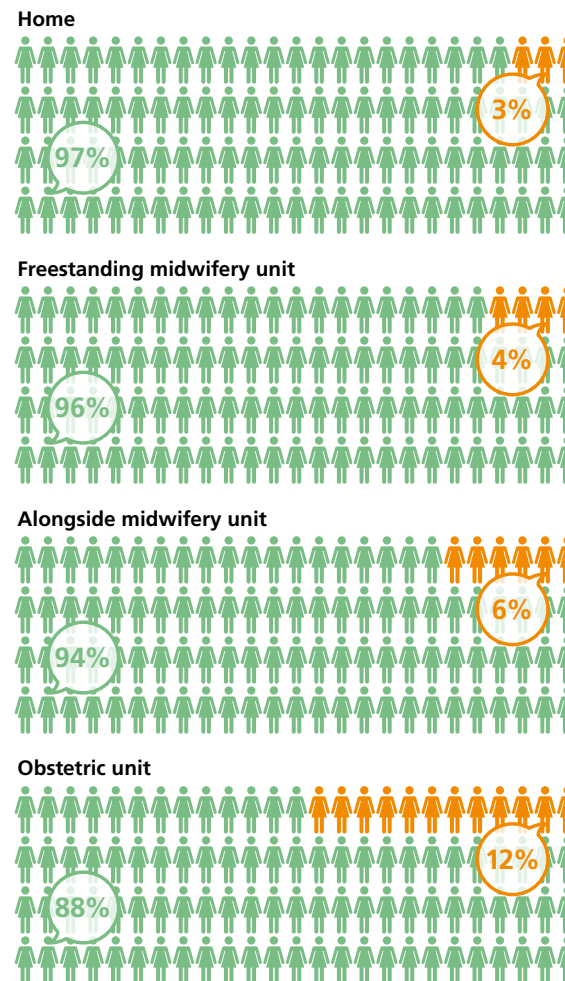 Home
3%
97%
Freestanding midwifery unit
4%
96%
Alongside midwifery unit
6%
94%
Obstetric unit
12%
88%